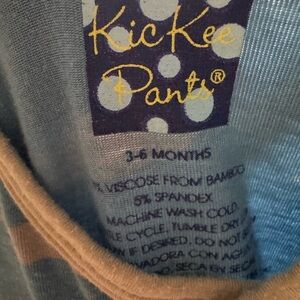 KicKee
Pants®
3-6 MONTHS
% VISCOSE FROM BAMBOO
5% SPANDEX
MACHINE WASH COLD
CYCLE, TUMBLE DRY
IF DESIRED. DO NOT
CON